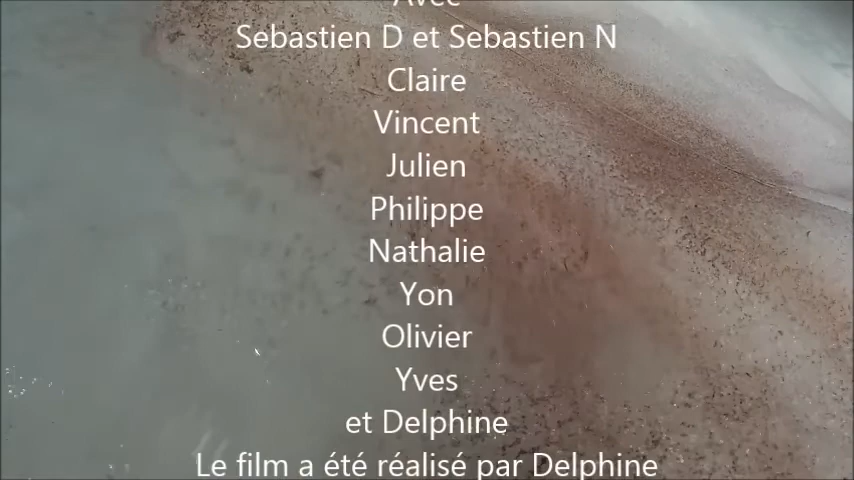 Avec
Sebastien D et Sebastien N
Claire
Vincent
Julien
Philippe
Nathalie
Yon
Olivier
Yves
et Delphine
Le film a été réalisé par Delphine